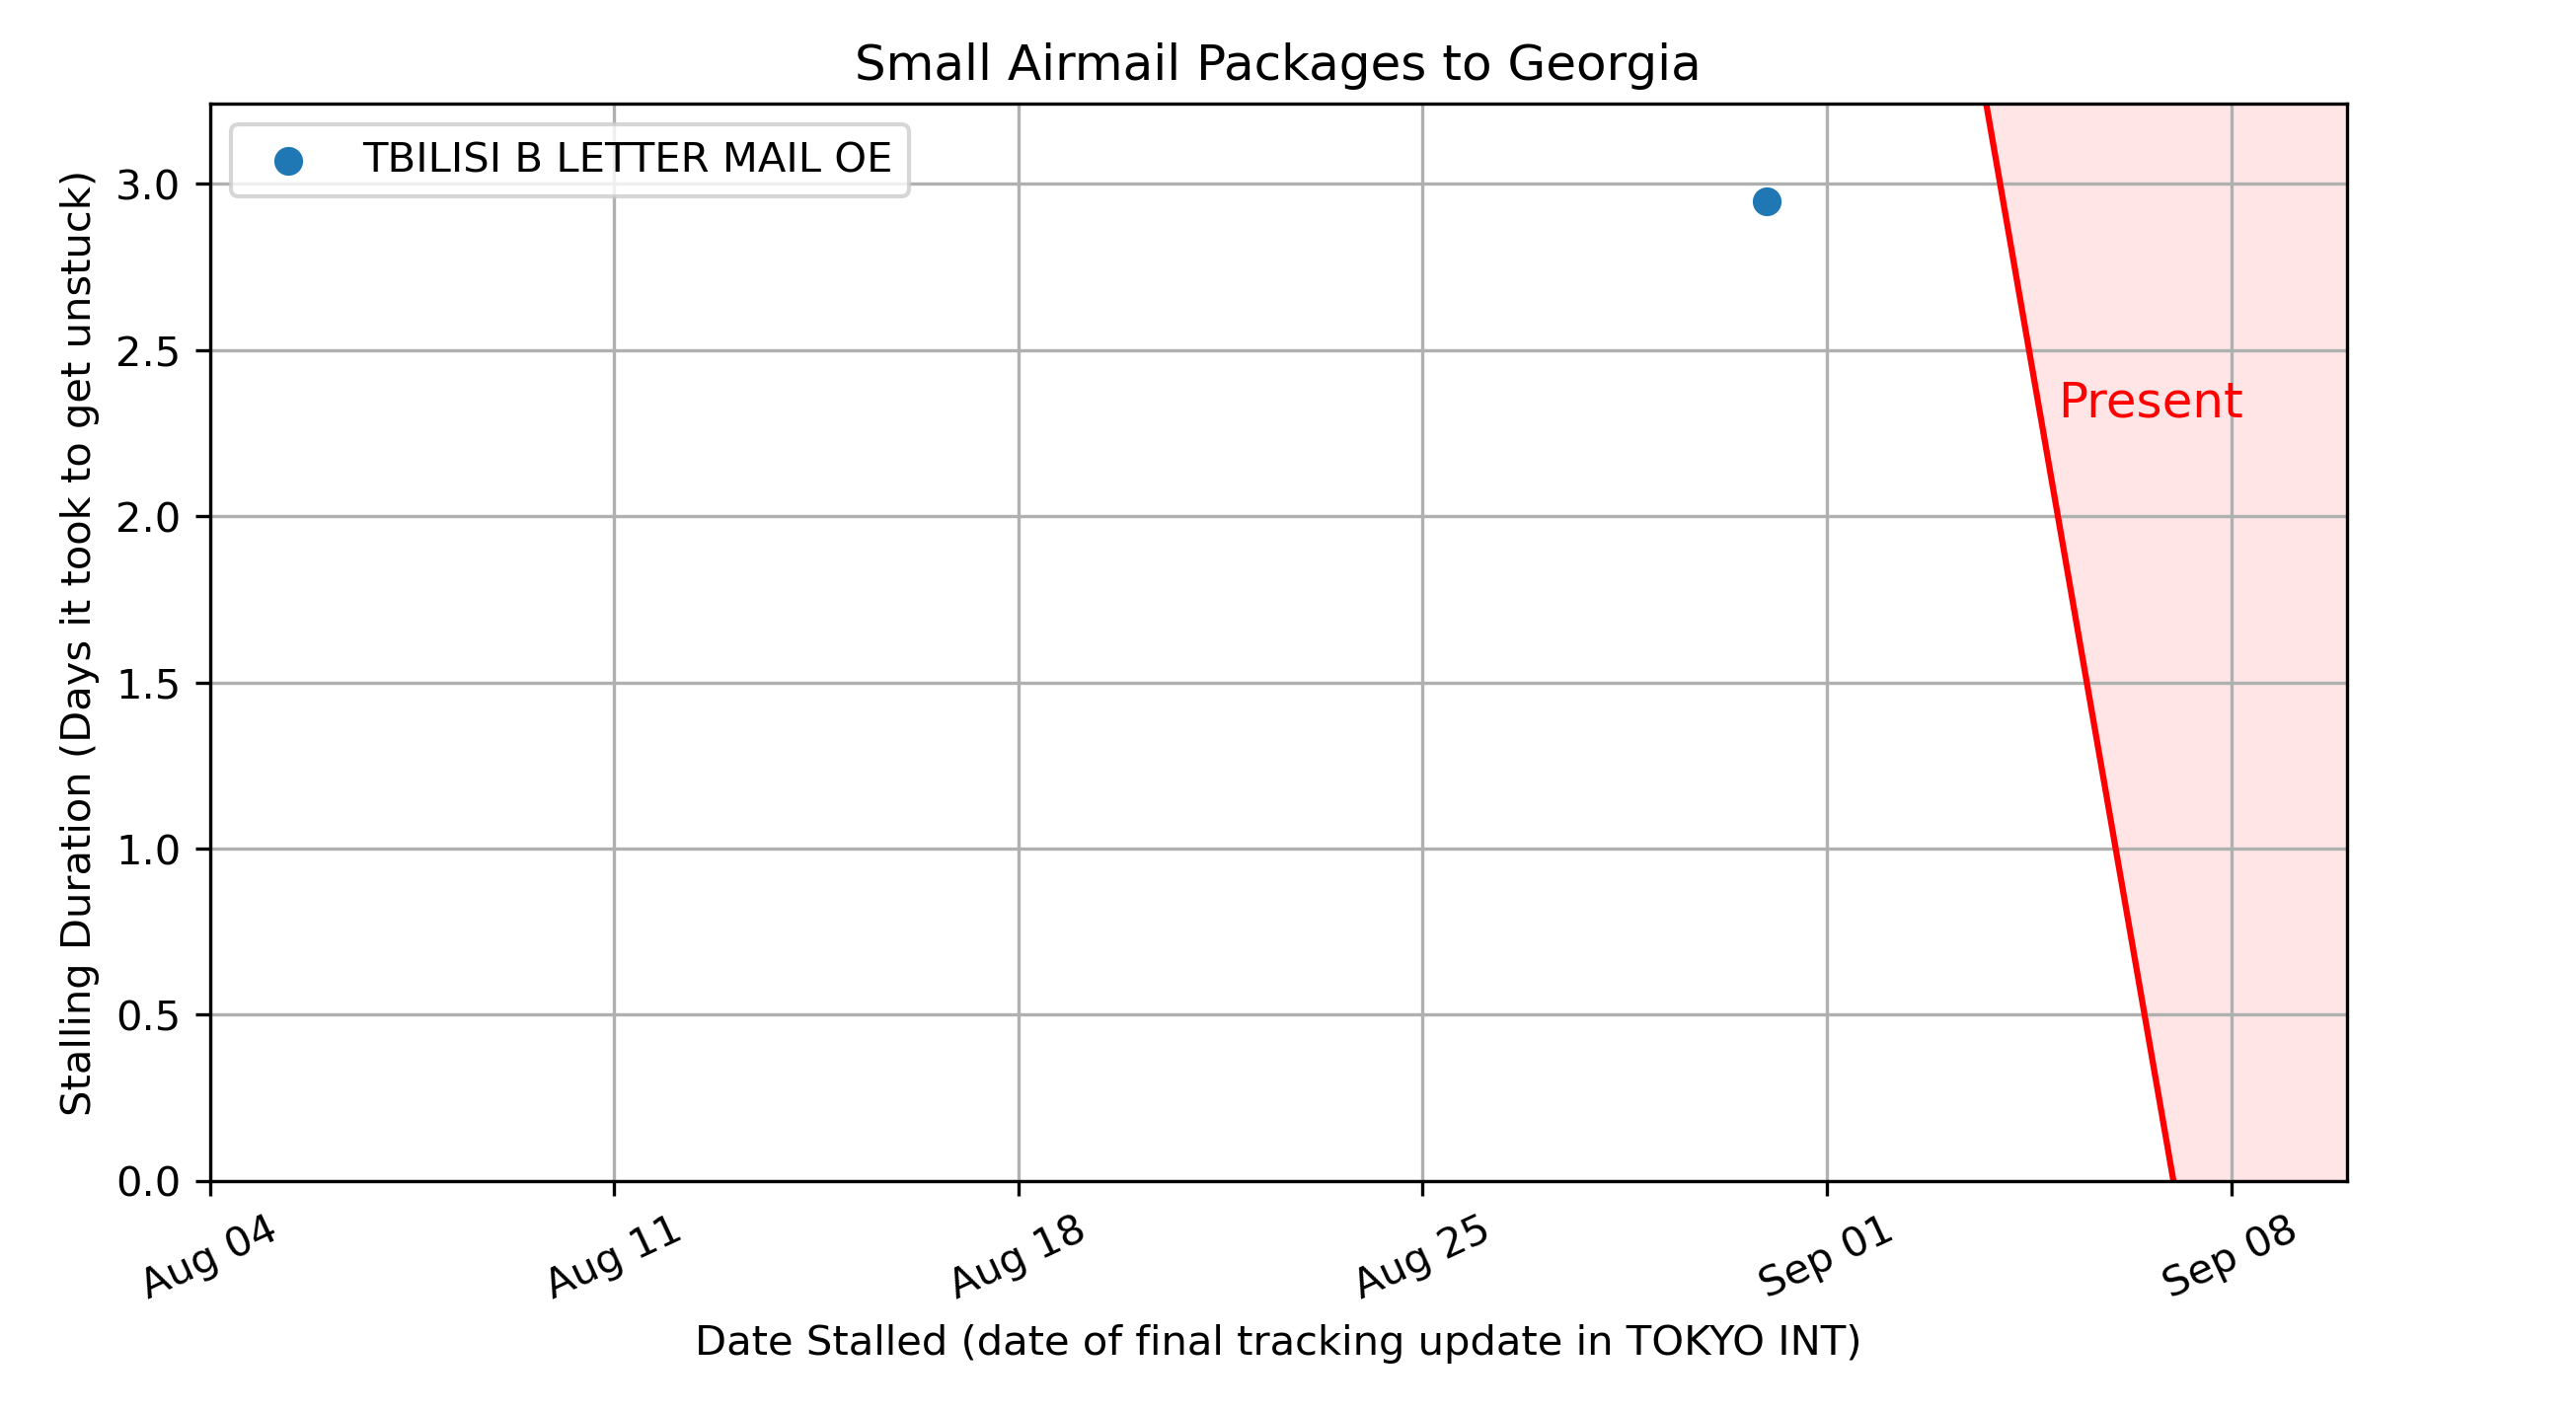 Small Airmail Packages to Georgia
TBILISI B LETTER MAIL OE
Stalling Duration (Days it took to get unstuck)
3.0
2.5
2.0
1.5
1.0
0.5
0.0
Present
Aug 04
Aug 11
Aug 18
Aug 25
Sep 01
Sep 08
Date Stalled (date of final tracking update in TOKYO INT)